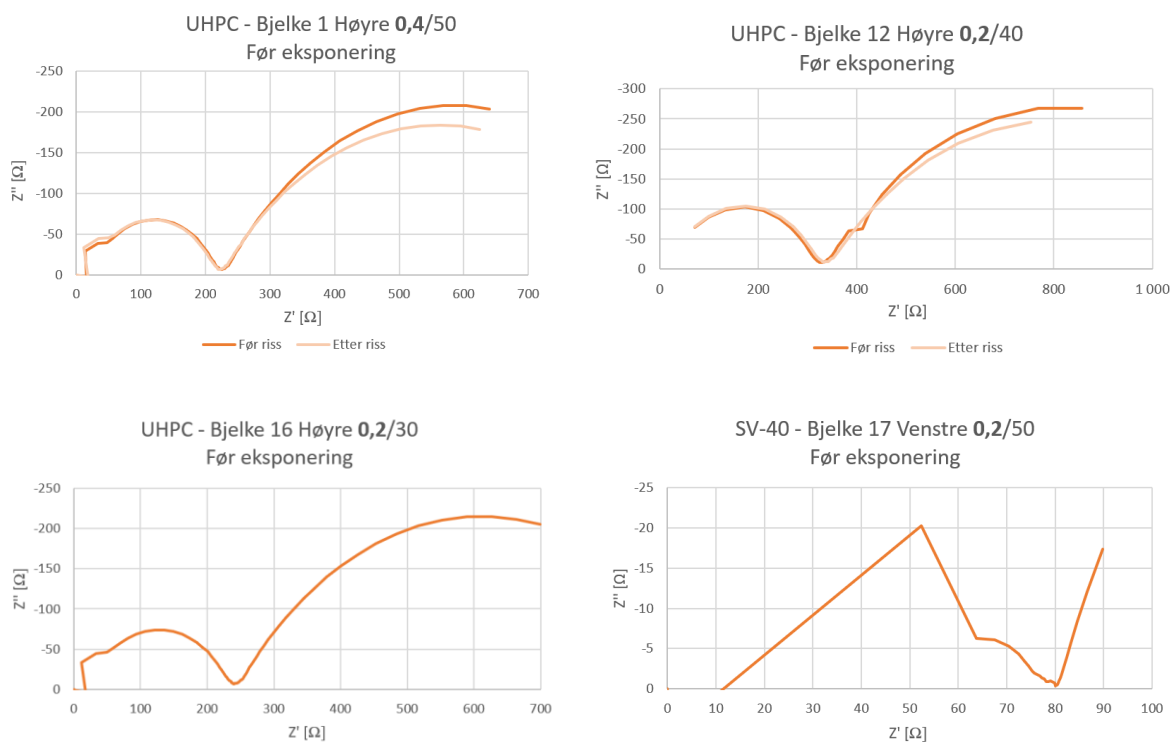 UHPC - Bjelke 1 Høyre 0,4/50
Før eksponering
-250
-200
-150
-100
-50
0
Z'' [Ω]
0 100 200 300 400 500 600 700
Z' [Ω]
Før riss Etter riss
UHPC - Bjelke 12 Høyre 0,2/40
Før eksponering
-300
-250
-200
-150
-100
-50
0
Z'' [Ω]
0 200 400 600 800 1 000
Z' [Ω]
Før riss Etter riss
UHPC - Bjelke 16 Høyre 0,2/30
Før eksponering
-250
-200
-150
-100
-50
0
Z'' [Ω]
0 100 200 300 400 500 600 700
Z' [Ω]
SV-40 - Bjelke 17 Venstre 0,2/50
Før eksponering
-25
-20
-15
-10
-5
0
Z'' [Ω]
0 10 20 30 40 50 60 70 80 90 100
Z' [Ω]